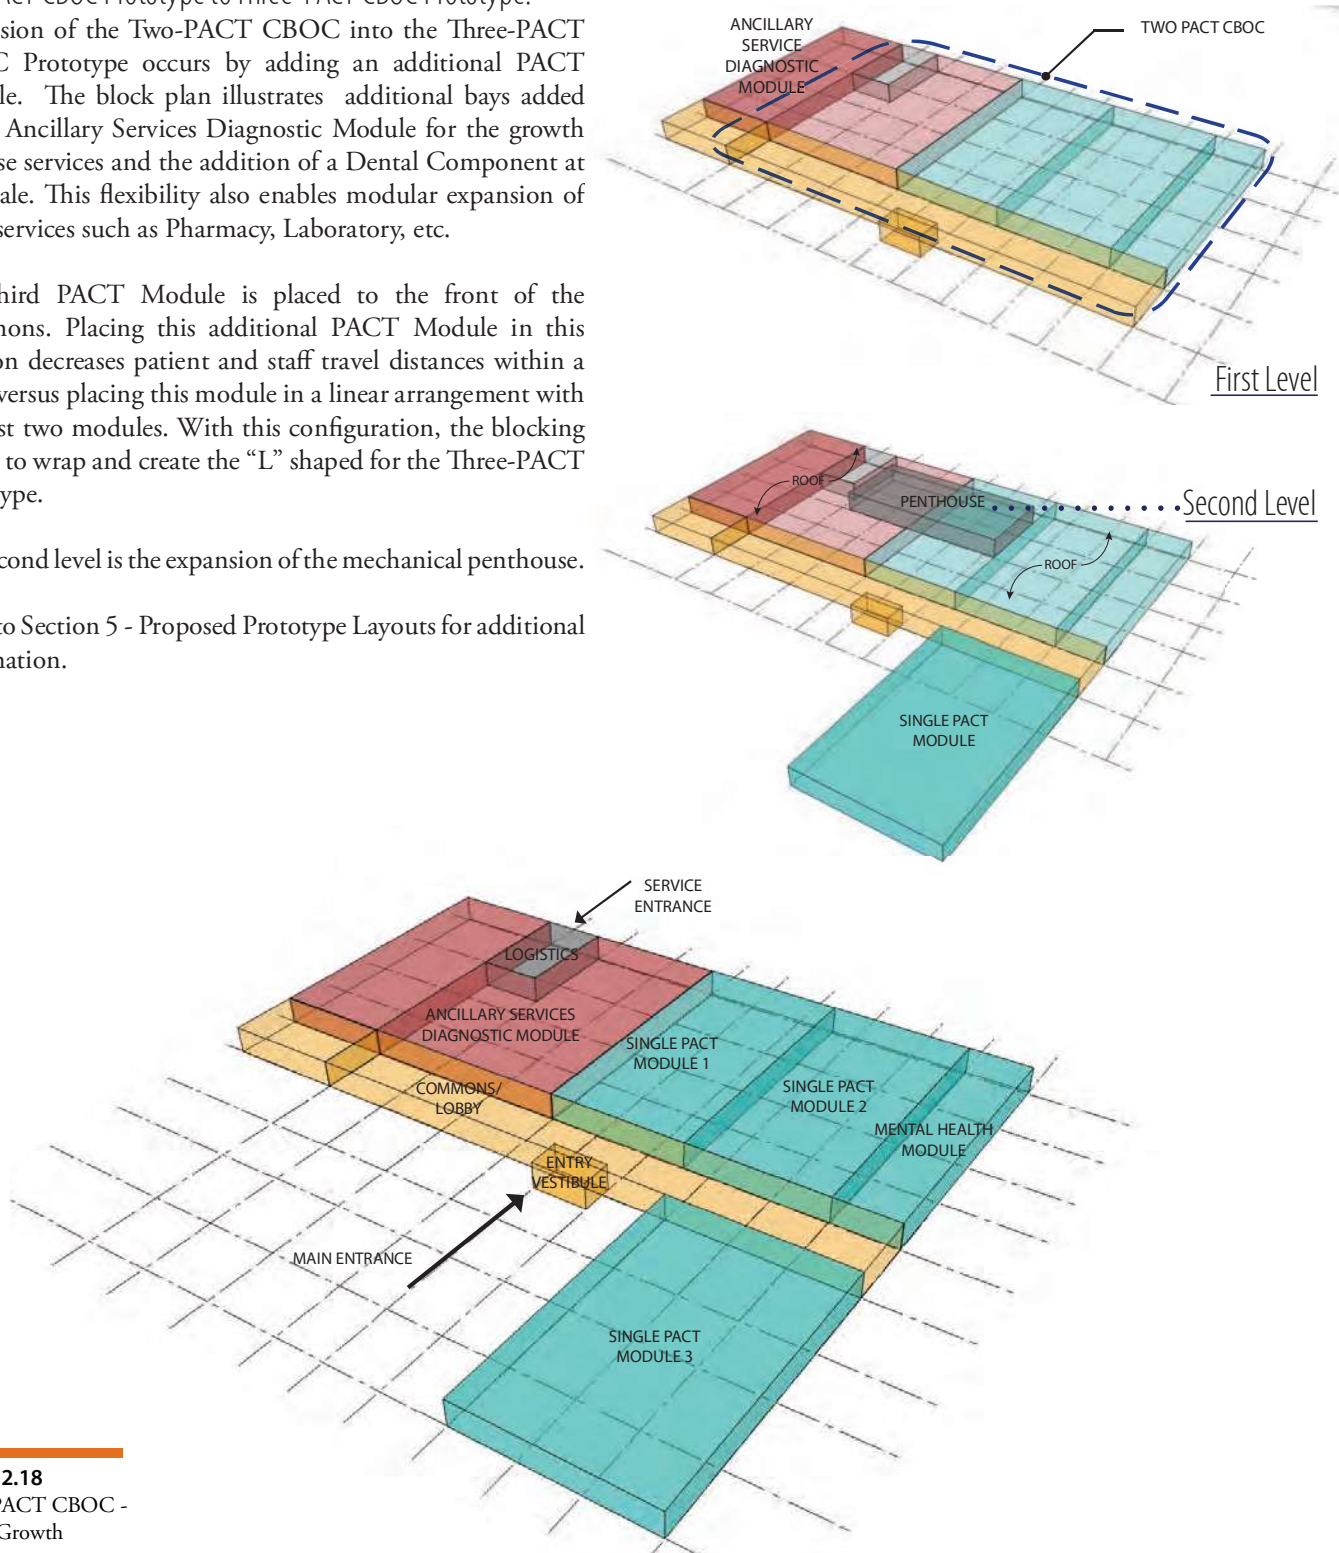 ACT CBOC Prototype to Three- PACT CBOC Prototype:
sion of the Two-PACT CBOC into the Three-PACT
C Prototype occurs by adding an additional PACT
le. The block plan illustrates additional bays added
Ancillary Services Diagnostic Module for the growth
se services and the addition of a Dental Component at
ale. This flexibility also enables modular expansion of
services such as Pharmacy, Laboratory, etc.
hird PACT Module is placed to the front of the
nons. Placing this additional PACT Module in this
on decreases patient and staff travel distances within a
versus placing this module in a linear arrangement with
st two modules. With this configuration, the blocking
to wrap and create the “L” shaped for the Three-PACT
ype.
cond level is the expansion of the mechanical penthouse.
to Section 5 - Proposed Prototype Layouts for additional
nation.
ANCILLARY
SERVICE
DIAGNOSTIC
MODULE
TWO PACT CBOC
First Level
ROOF
PENTHOUSE
Second Level
ROOF
SINGLE PACT
MODULE
SERVICE
ENTRANCE
LOGISTICS
ANCILLARY SERVICES
DIAGNOSTIC MODULE
SINGLE PACT
MODULE 1
COMMONS/
LOBBY
SINGLE PACT
MODULE 2
MENTAL HEALTH
MODULE
ENTRY
VESTIBULE
MAIN ENTRANCE
SINGLE PACT
MODULE 3
2.18
PACT CBOC -
Growth